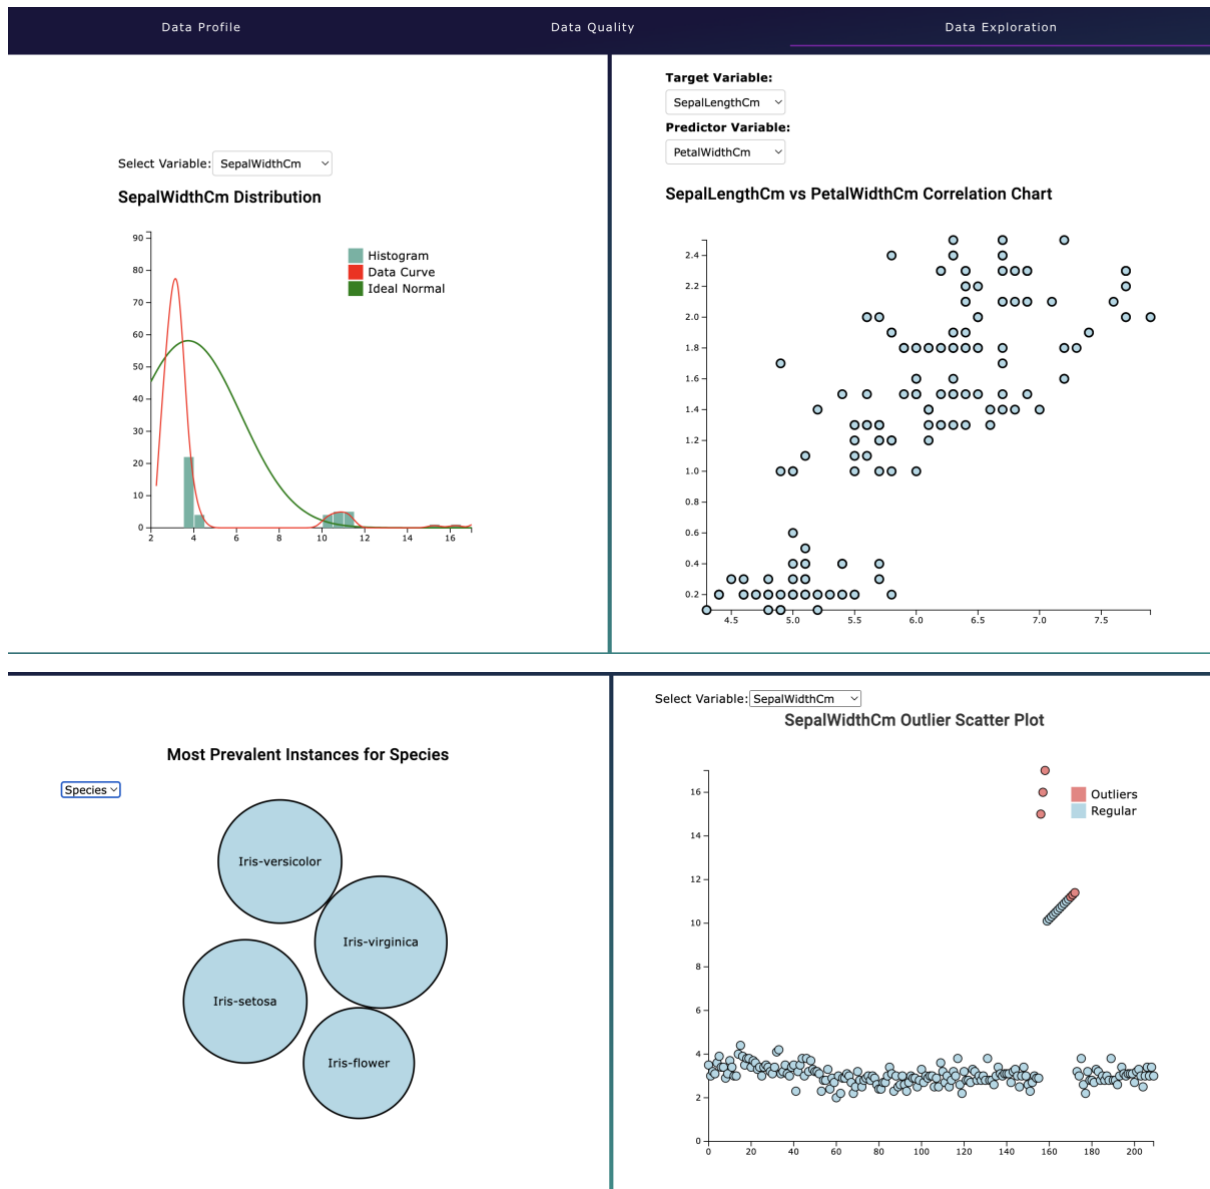 Data Profile
Data Quality
Data Exploration
Select Variable: SepalWidthCm
SepalWidthCm Distribution
90
80
70
60
50
40
30
20
10
0
2 4 6 8 10 12 14 16
Histogram
Data Curve
Ideal Normal
Target Variable:
SepalLengthCm
Predictor Variable:
PetalWidthCm
SepalLengthCm vs PetalWidthCm Correlation Chart
2.4
2.2
2.0
1.8
1.6
1.4
1.2
1.0
0.8
0.6
0.4
0.2
4.5 5.0 5.5 6.0 6.5 7.0 7.5
Most Prevalent Instances for Species
Species
Iris-versicolor
Iris-virginica
Iris-setosa
Iris-flower
Select Variable: SepalWidthCm
SepalWidthCm Outlier Scatter Plot
Outliers
Regular
16
14
12
10
8
6
4
2
0
0 20 40 60 80 100 120 140 160 180 200